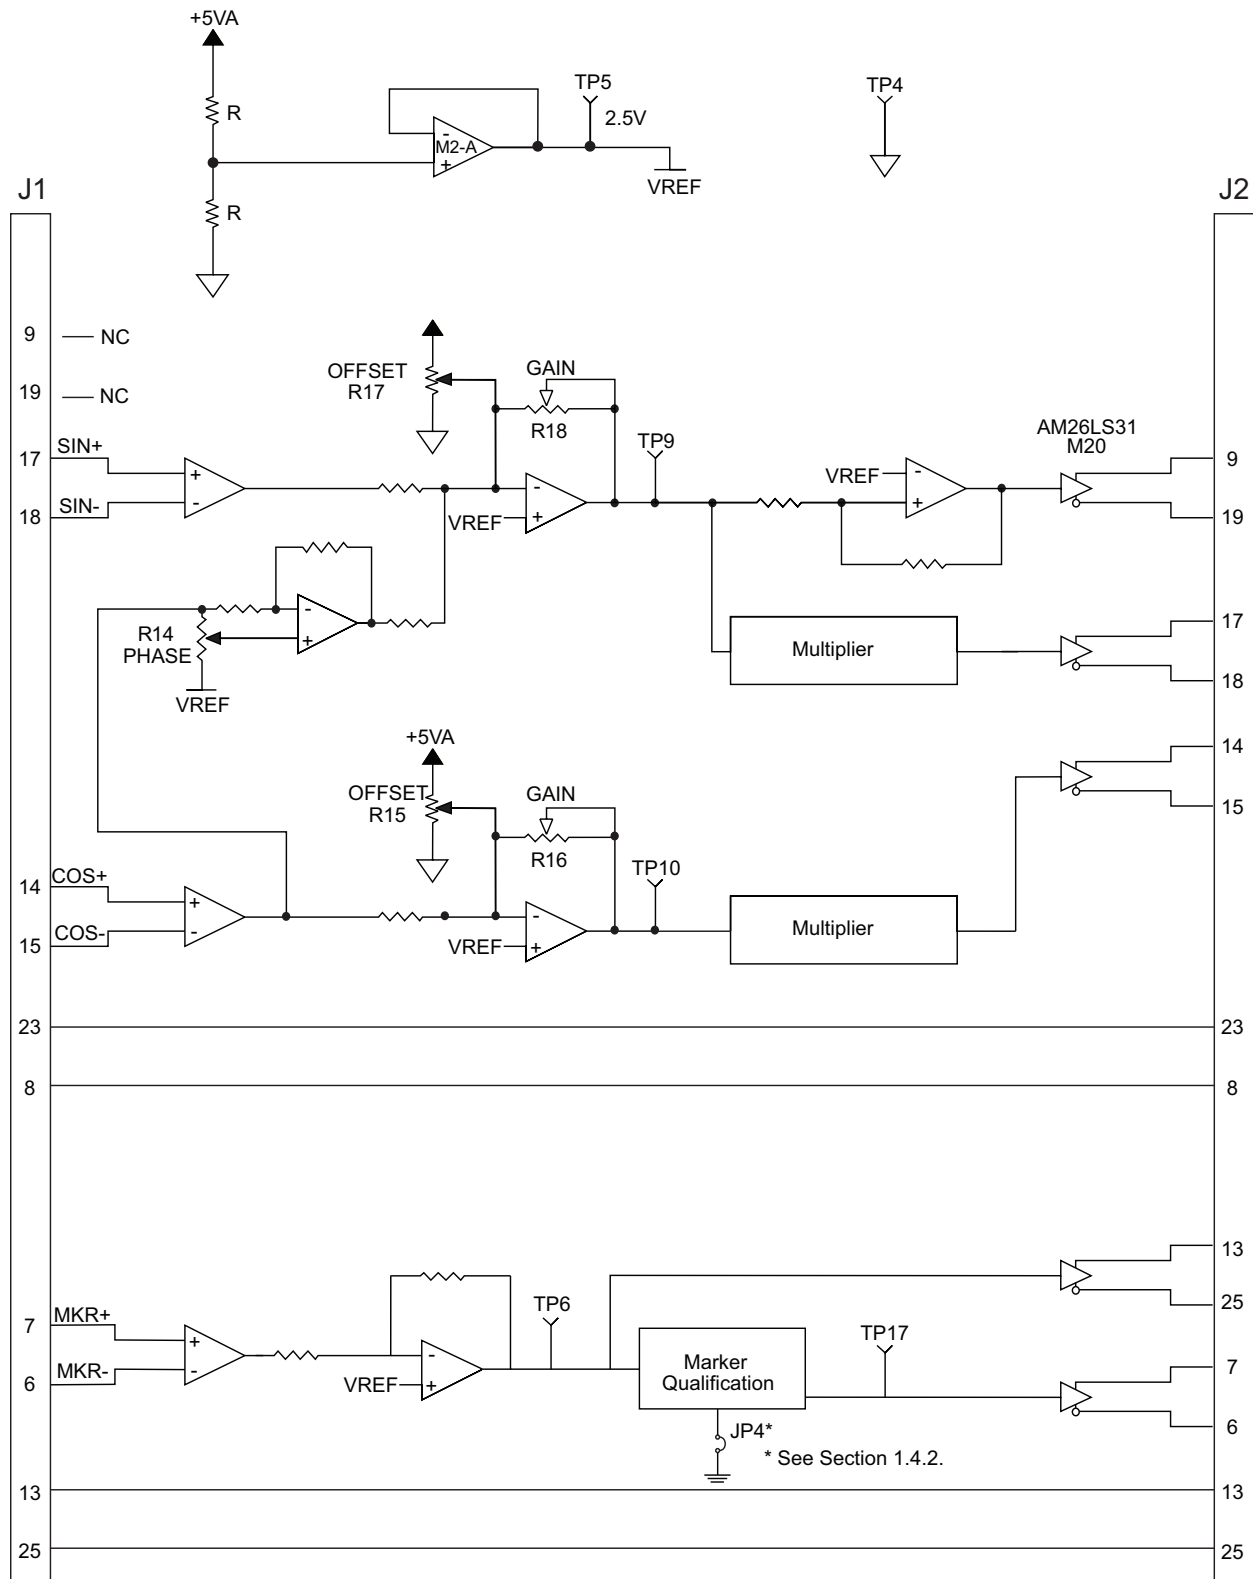 +5VA
R
R
M2-A
-
+
TP5
2.5V
VREF
TP4
J1
J2
9 NC
19 NC
OFFSET
R17
GAIN
R18
17 SIN+
18 SIN-
+
-
VREF
-
+
TP9
VREF
-
+
AM26LS31
M20
9
19
R14
PHASE
-
+
VREF
Multiplier
17
18
+5VA
OFFSET
R15
GAIN
R16
14
15
14 COS+
15 COS-
+
-
VREF
-
+
TP10
Multiplier
23
23
8
8
13
25
7 MKR+
6 MKR-
+
-
VREF
-
+
TP6
Marker
Qualification
TP17
7
6
JP4*
* See Section 1.4.2.
13
13
25
25